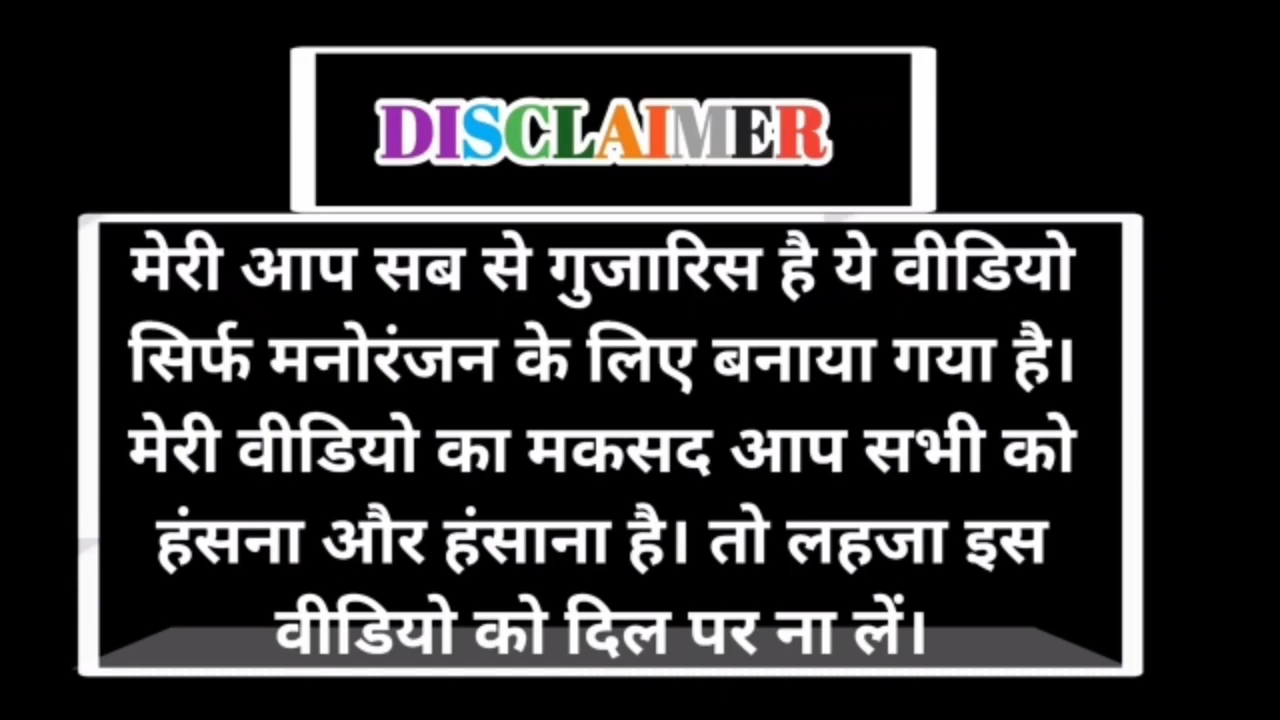 DISCLAIMER
मेरी आप सब से गुजारिस है ये वीडियो
सिर्फ मनोरंजन के लिए बनाया गया है।
मेरी वीडियो का मकसद आप सभी को
हंसना और हंसाना है। तो लहजा इस
वीडियो को दिल पर ना लें।